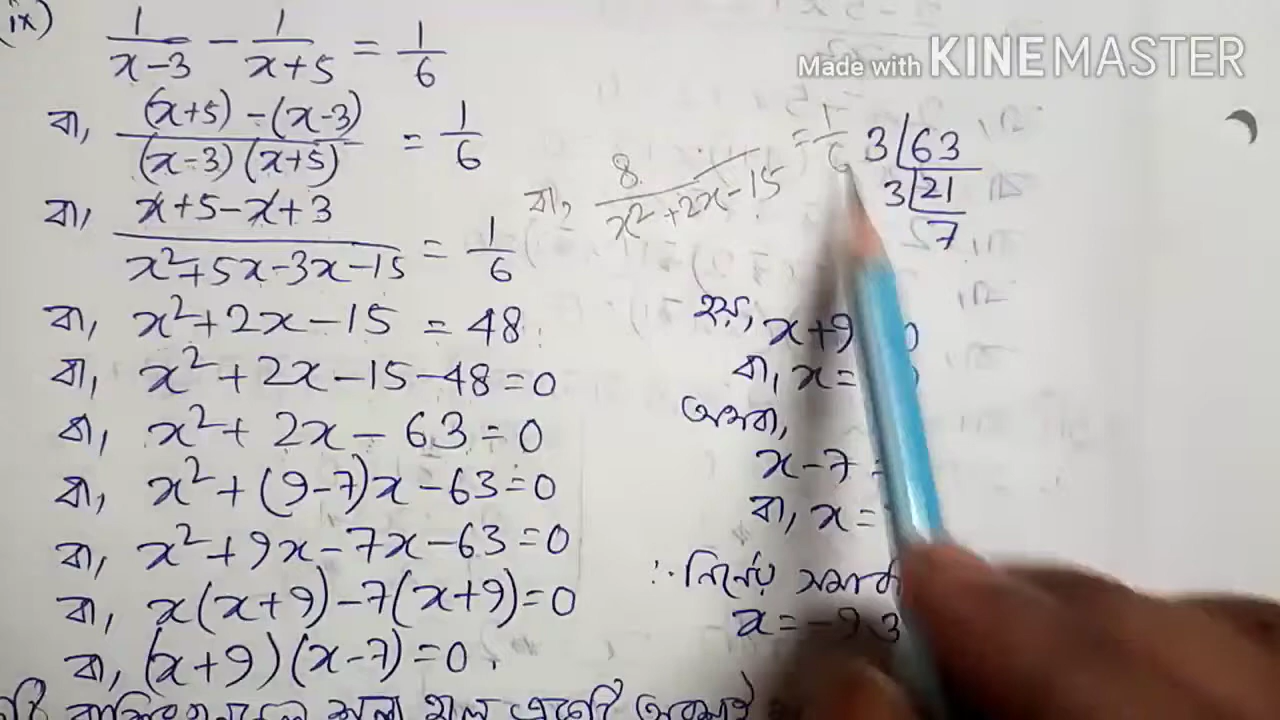 (ix) 1/(x-3) - 1/(x+5) = 1/6
বা, ((x+5) - (x-3))/((x-3)(x+5)) = 1/6
বা, (x+5-x+3)/(x²+5x-3x-15) = 1/6
বা, x²+2x-15 = 48
বা, x²+2x-15-48=0
বা, x²+2x-63=0
বা, x²+(9-7)x-63=0
বা, x²+9x-7x-63=0
বা, x(x+9)-7(x+9)=0
বা, (x+9)(x-7)=0
Made with KINEMASTER
বা, 8/(x²+2x-15) = 1/6
3 | 63
3 | 21
7
হয়, x+9 0
বা, x=
অথবা,
x-7 =
বা, x=
∴ নির্ণেয়
x=-9 ও